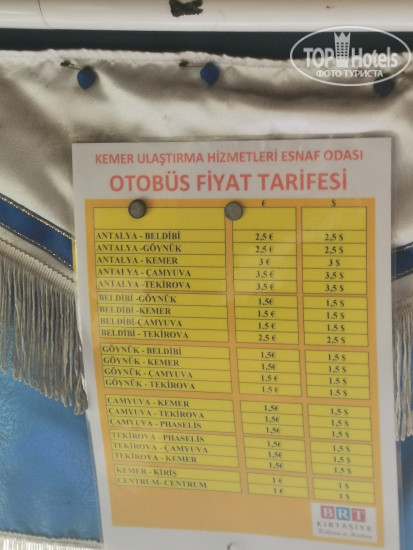 TOPHotels
ФОТО ТУРИСТА
KEMER ULAŞTIRMA HİZMETLERİ ESNAF ODASI
OTOBÜS FİYAT TARİFESİ
€ $
ANTALYA - BELDİBİ 2,5 € 2,5 $
ANTALYA -GÖYNÜK 2,5 € 2,5 $
ANTALYA - KEMER 3 € 3 $
ANTALYA - ÇAMYUVA 3,5 € 3,5 $
ANTALYA -TEKİROVA 3,5 € 3,5 $
BELDİBİ -GÖYNÜK 1,5€ 1,5 $
BELDİBİ -KEMER 1.5 € 1.5 $
BELDİBİ-ÇAMYUVA 1.5 € 1.5 $
BELDİBİ - TEKİROVA 2,5 € 2,5 $
GÖYNÜK - BELDİBİ 1,5€ 1,5 $
GÖYNÜK - KEMER 1.5 € 1.5 $
GÖYNÜK - ÇAMYUVA 1.5 € 1.5 $
GÖYNÜK - TEKİROVA 1.5 € 1.5 $
ÇAMYUVA - KEMER 1,5€ 1,5 $
ÇAMYUVA - TEKİROVA 1.5 € 1.5 $
ÇAMYUVA - PHASELİS 1.5 € 1.5 $
TEKİROVA - PHASELİS 1,5€ 1,5 $
TEKİROVA - ÇAMYUVA 1.5 € 1.5 $
TEKİROVA - KEMER 1.5 € 1.5 $
KEMER - KİRİŞ 1 € 1 $
CENTRUM- CENTRUM 1 € 1 $
BRT
KIRTASİYE